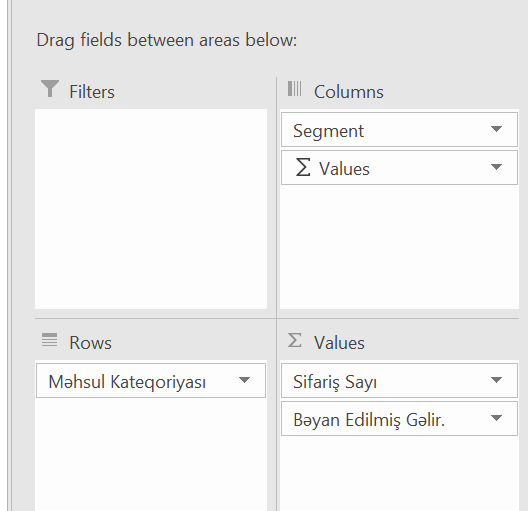 Drag fields between areas below:
Filters
Columns
Segment
Σ Values
Rows
Σ Values
Məhsul Kateqoriyası
Sifariş Sayı
Bəyan Edilmiş Gəlir.